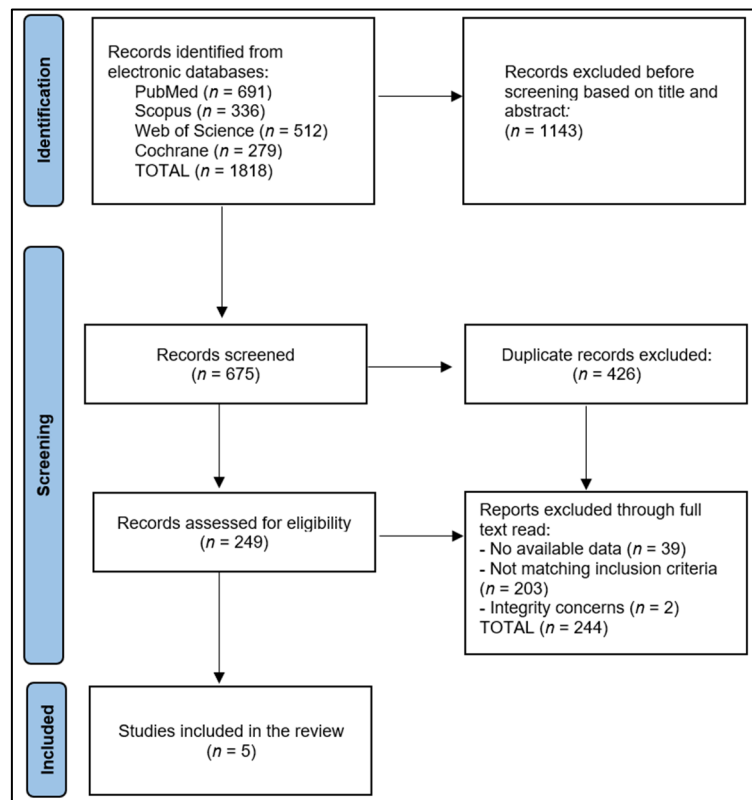 Identification
Records identified from
electronic databases:
PubMed (n = 691)
Scopus (n = 336)
Web of Science (n = 512)
Cochrane (n = 279)
TOTAL (n = 1818)
Records excluded before
screening based on title and
abstract:
(n = 1143)
Screening
Records screened
(n = 675)
Duplicate records excluded:
(n = 426)
Records assessed for eligibility
(n = 249)
Reports excluded through full
text read:
- No available data (n = 39)
- Not matching inclusion criteria
(n = 203)
- Integrity concerns (n = 2)
TOTAL (n = 244)
Included
Studies included in the review
(n = 5)